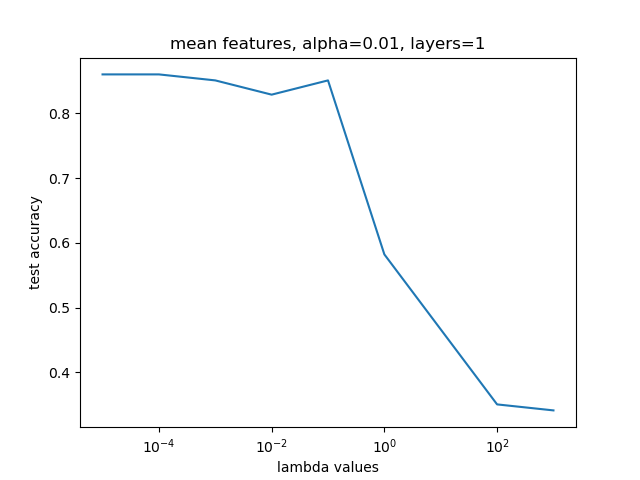 mean features, alpha=0.01, layers=1
0.8
0.7
0.6
0.5
0.4
test accuracy
10⁻⁴ 10⁻² 10⁰ 10²
lambda values